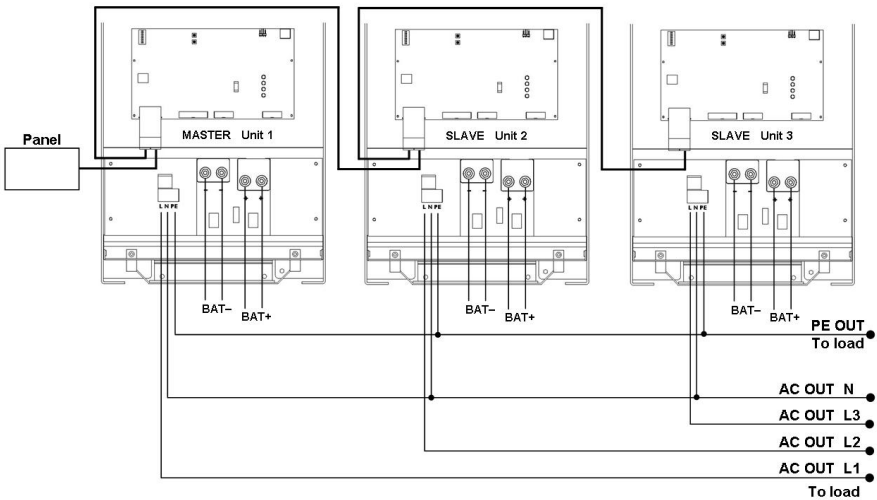 Panel
MASTER Unit 1
SLAVE Unit 2
SLAVE Unit 3
L N PE
L N PE
L N PE
BAT–
BAT+
BAT–
BAT+
BAT–
BAT+
PE OUT
To load
AC OUT N
AC OUT L3
AC OUT L2
AC OUT L1
To load